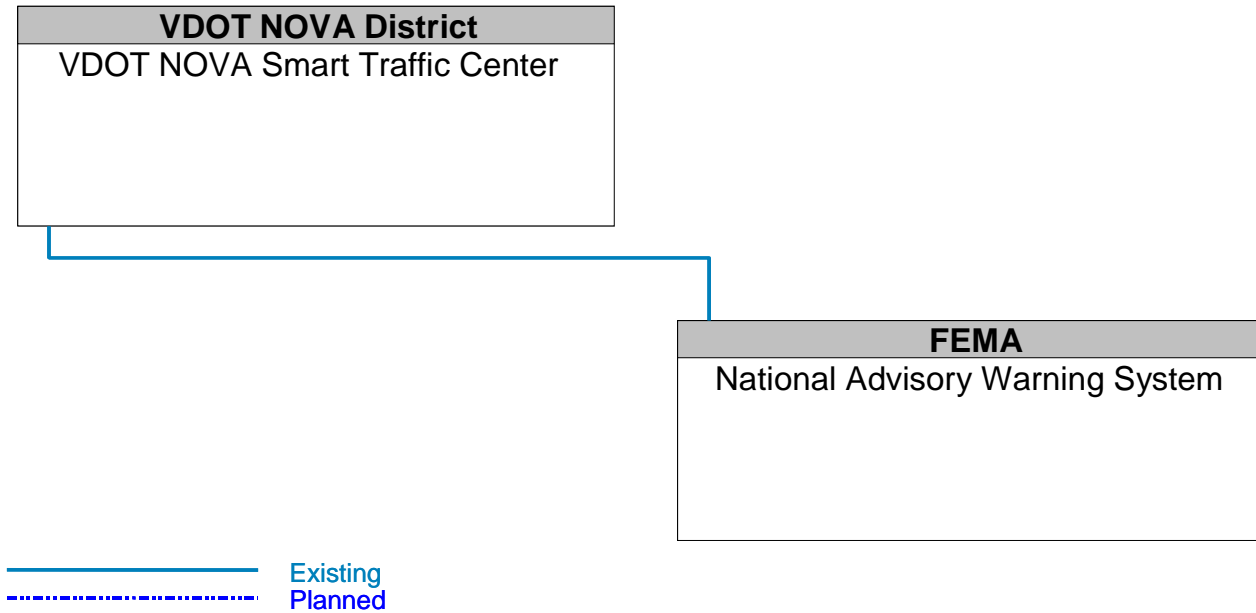 VDOT NOVA District
VDOT NOVA Smart Traffic Center
FEMA
National Advisory Warning System
Existing
Planned